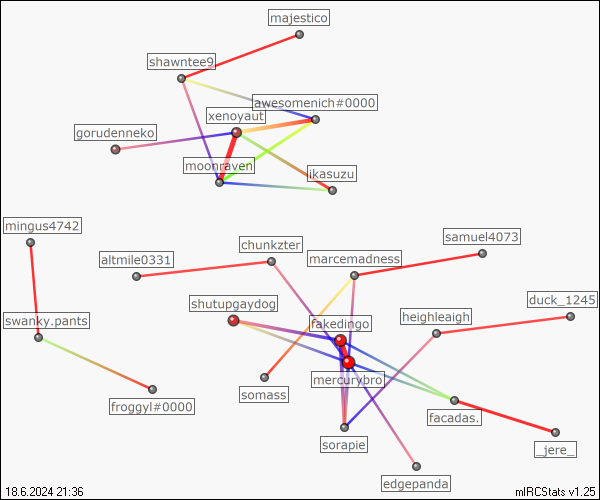 majestico
shawntee9
awesomenich#0000
xenoyaut
gorudenneko
moonraven
ikasuzu
mingus4742
samuel4073
chunkzter
altmile0331
marcemadness
duck_1245
shutupgaydog
heighleaigh
swanky.pants
fakedingo
mercurybro
somass
froggyl#0000
facadas.
sorapie
_jere_
edgepanda
18.6.2024 21:36
mIRCStats v1.25